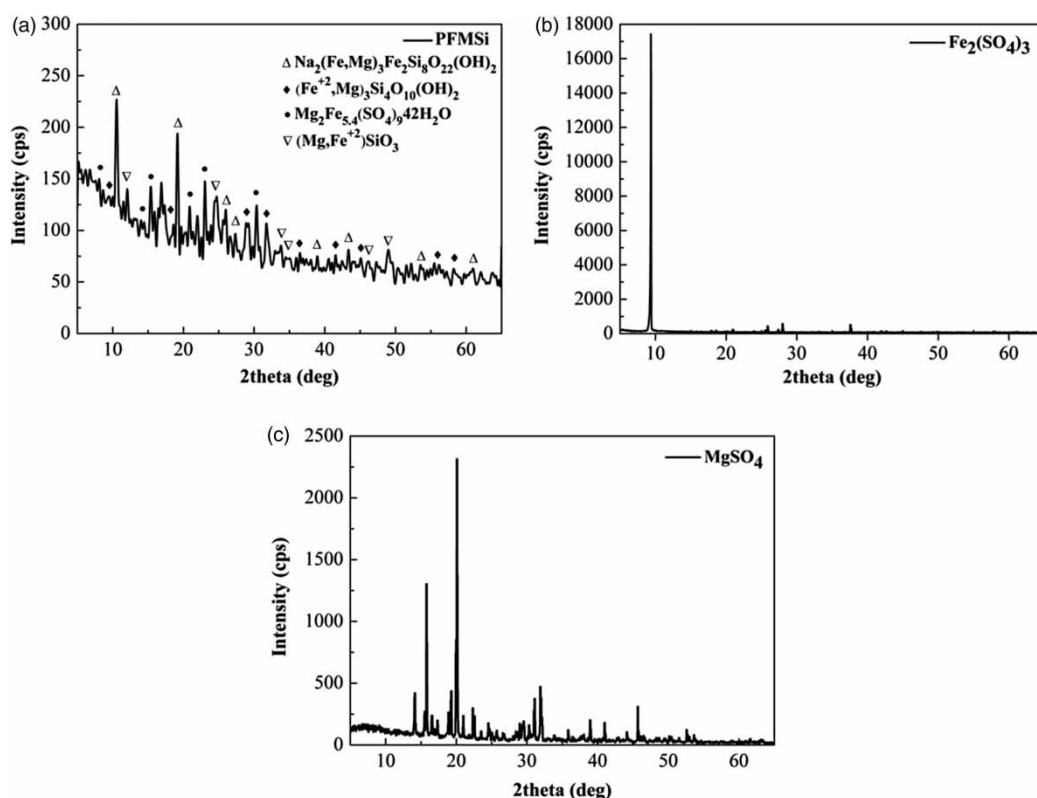 (a)
300
250
200
150
100
50
0
Intensity (cps)
PFMSi
Δ Na₂(Fe,Mg)₃Fe₂Si₈O₂₂(OH)₂
♦ (Fe⁺²,Mg)₃Si₄O₁₀(OH)₂
● Mg₂Fe₅.₄(SO₄)₉42H₂O
▽ (Mg,Fe⁺²)SiO₃
10 20 30 40 50 60
2theta (deg)
(b)
18000
16000
14000
12000
10000
8000
6000
4000
2000
0
Intensity (cps)
Fe₂(SO₄)₃
10 20 30 40 50 60
2theta (deg)
(c)
2500
2000
1500
1000
500
0
Intensity (cps)
MgSO₄
10 20 30 40 50 60
2theta (deg)